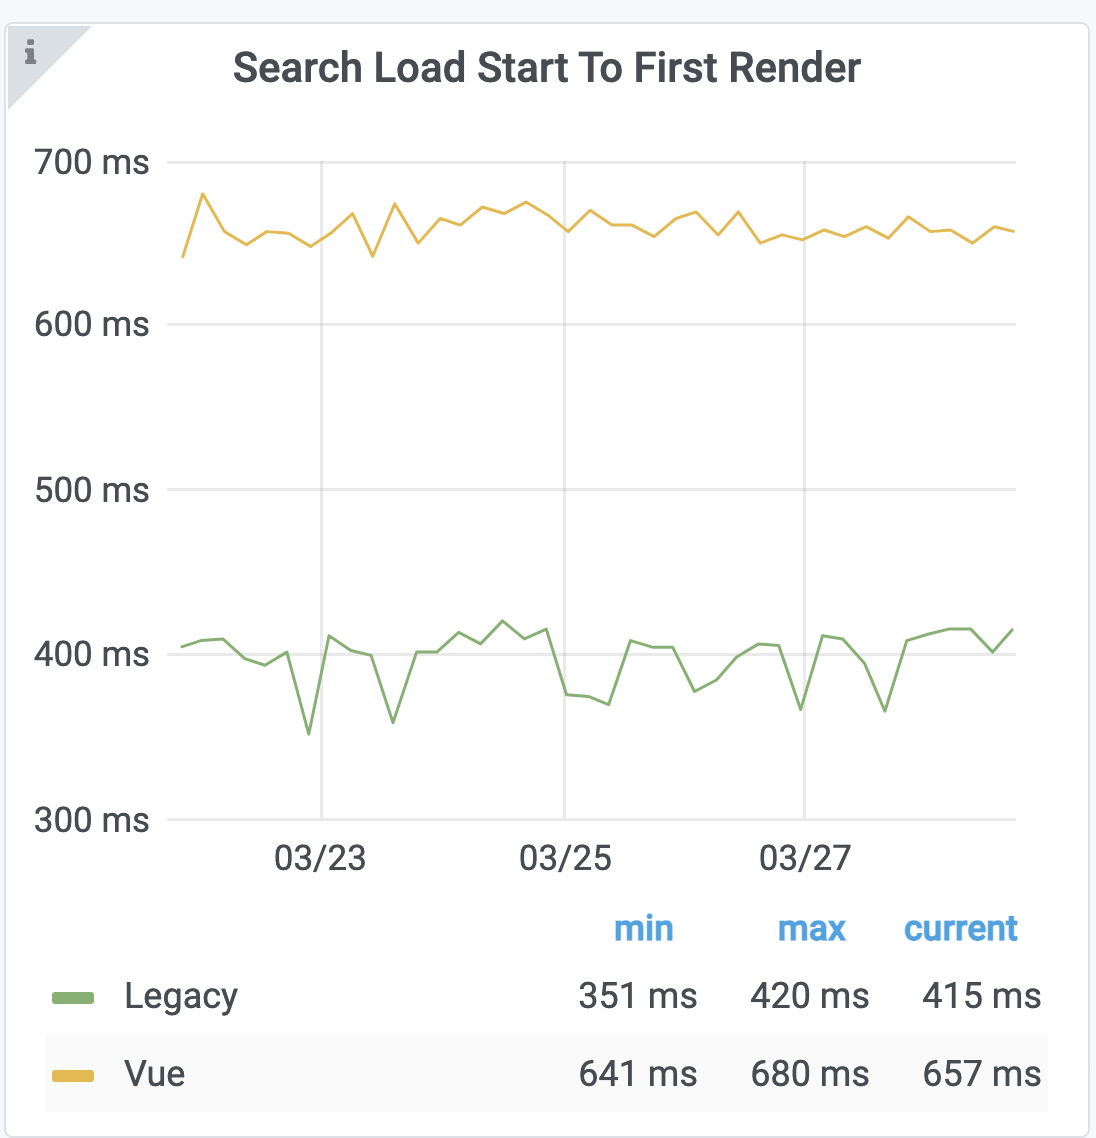 i
Search Load Start To First Render
700 ms
600 ms
500 ms
400 ms
300 ms
03/23 03/25 03/27
min max current
Legacy 351 ms 420 ms 415 ms
Vue 641 ms 680 ms 657 ms